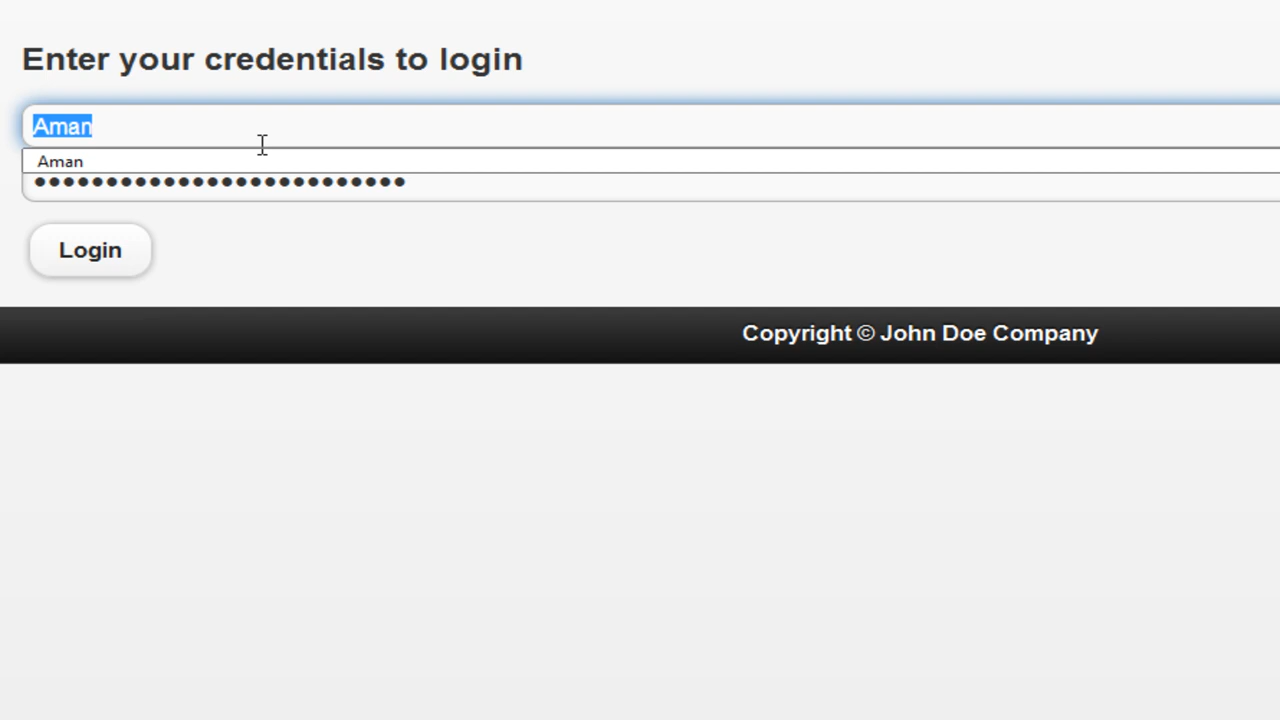 Enter your credentials to login
Aman
Aman
••••••••••••••••••••••••••
Login
Copyright © John Doe Company